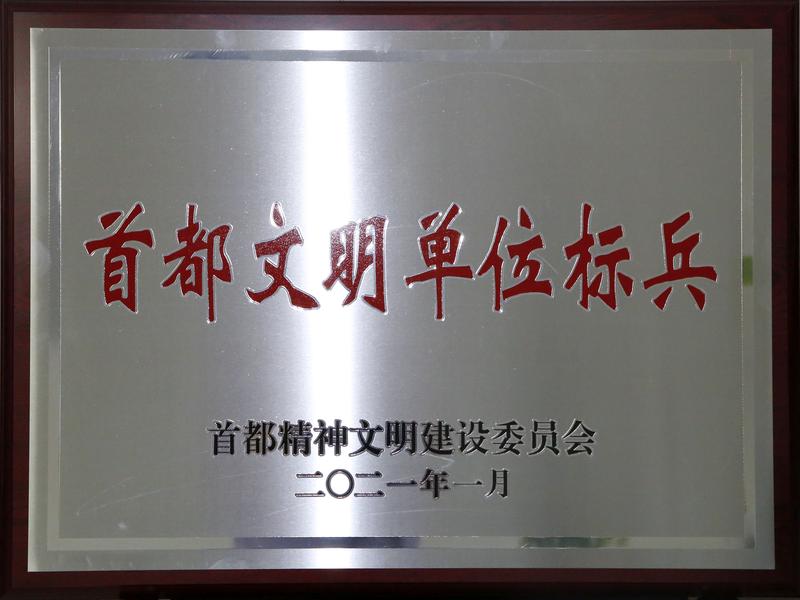 首都文明单位标兵
首都精神文明建设委员会
二〇二一年一月